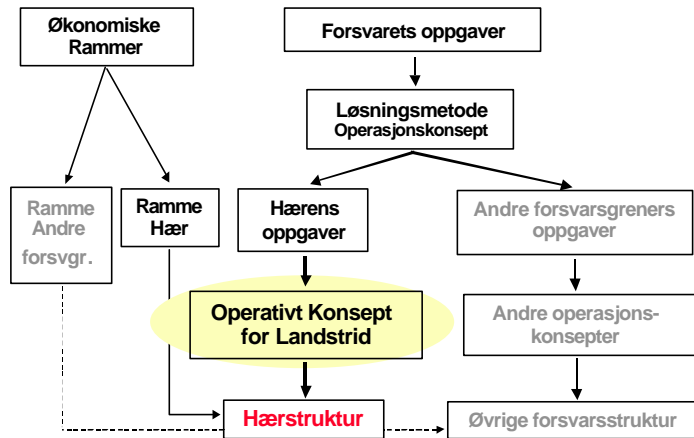 Økonomiske
Rammer
Forsvarets oppgaver
Løsningsmetode
Operasjonskonsept
Ramme
Andre
forsvgr.
Ramme
Hær
Hærens
oppgaver
Andre forsvarsgreners
oppgaver
Operativt Konsept
for Landstrid
Andre operasjons-
konsepter
Hærstruktur
Øvrige forsvarsstruktur